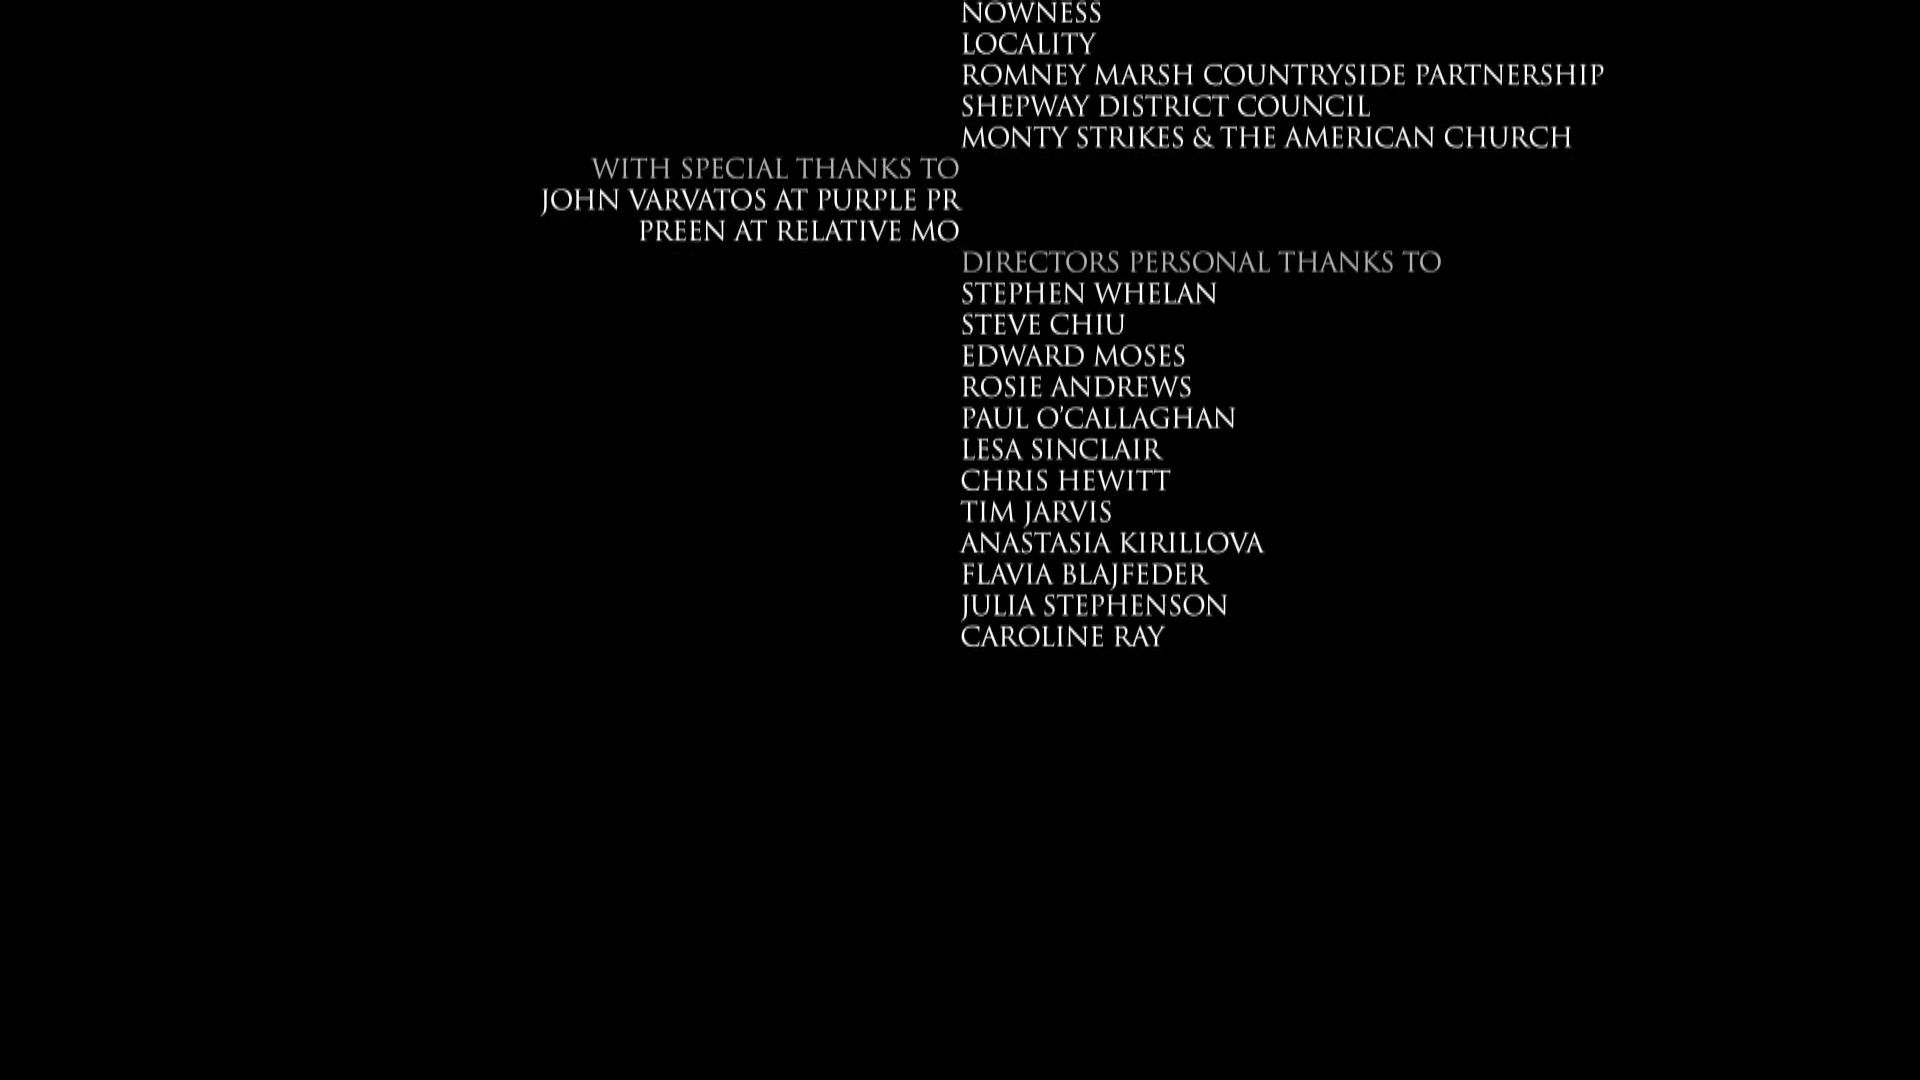 NOWNESS
LOCALITY
ROMNEY MARSH COUNTRYSIDE PARTNERSHIP
SHEPWAY DISTRICT COUNCIL
MONTY STRIKES & THE AMERICAN CHURCH
WITH SPECIAL THANKS TO
JOHN VARVATOS AT PURPLE PR
PREEN AT RELATIVE MO
DIRECTORS PERSONAL THANKS TO
STEPHEN WHELAN
STEVE CHIU
EDWARD MOSES
ROSIE ANDREWS
PAUL O'CALLAGHAN
LESA SINCLAIR
CHRIS HEWITT
TIM JARVIS
ANASTASIA KIRILLOVA
FLAVIA BLAJFEDER
JULIA STEPHENSON
CAROLINE RAY